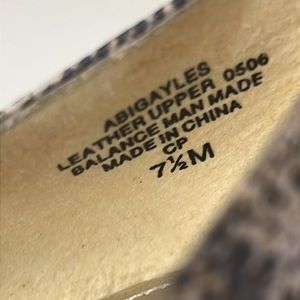 ABIGAYLES
LEATHER UPPER 0506
BALANCE MAN MADE
MADE IN CHINA
CP
7½M